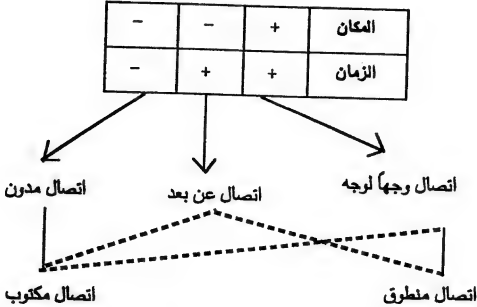 المكان + − −
الزمان + + −
اتصال وجهاً لوجه اتصال عن بعد اتصال مدون
اتصال منطوق اتصال مكتوب